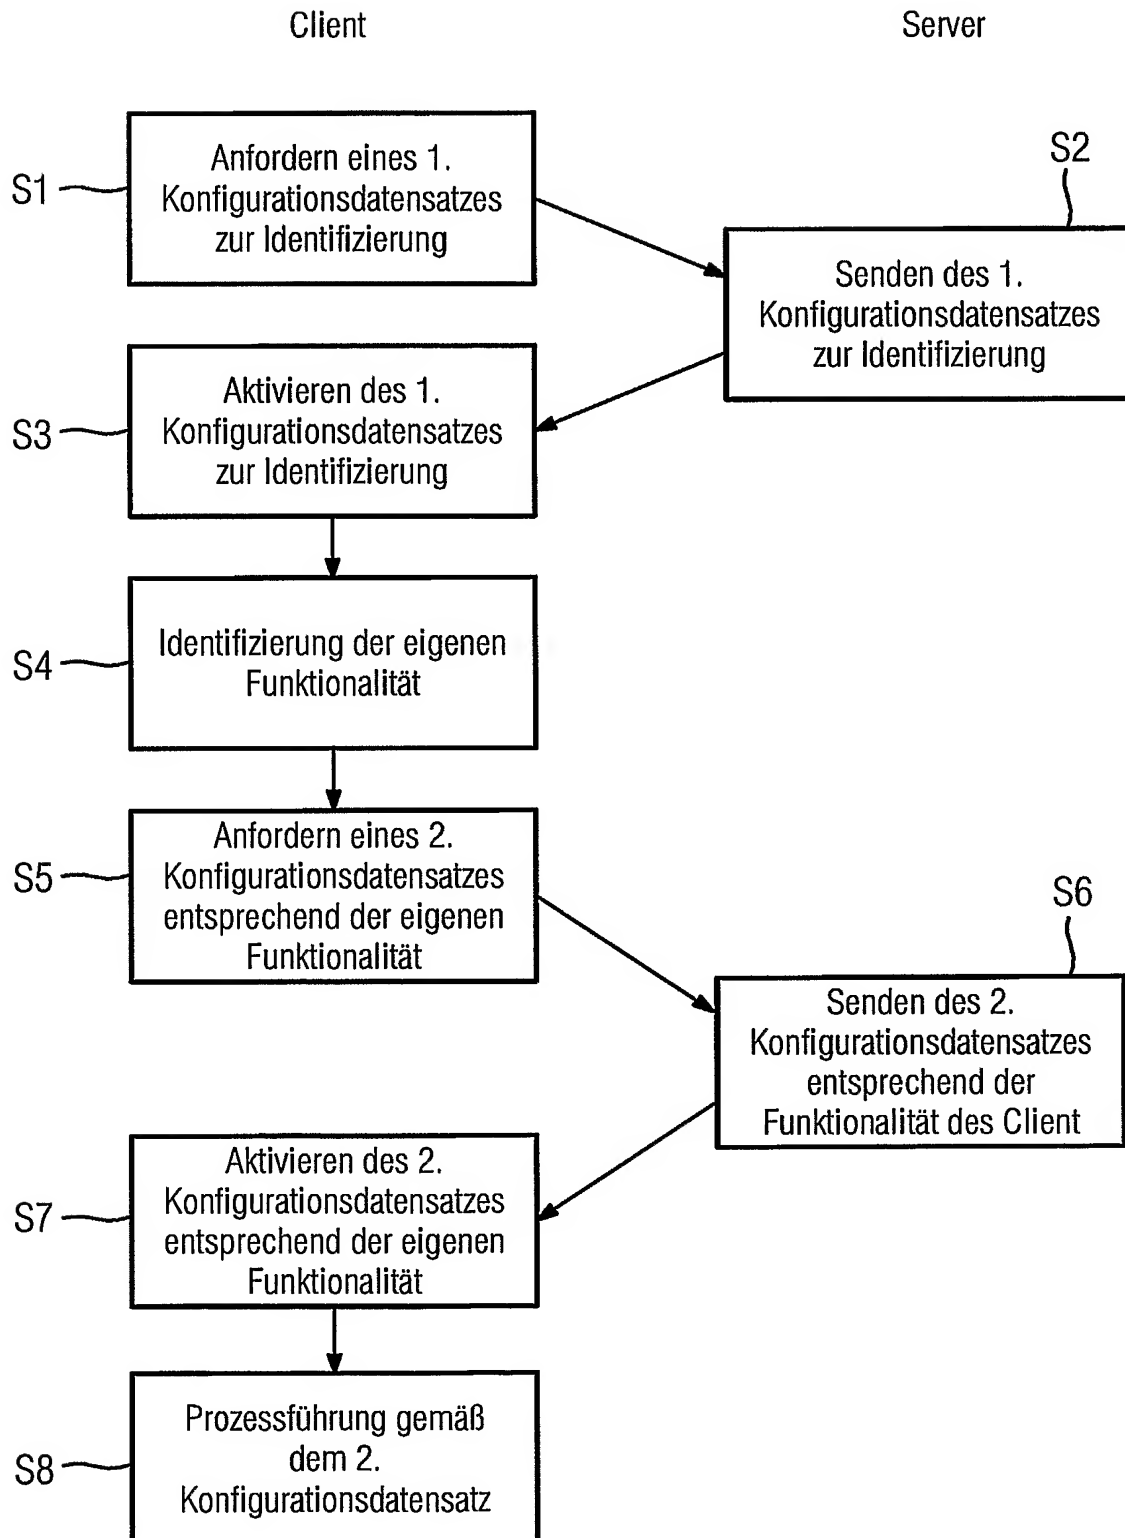 Client
Server
S1
Anfordern eines 1.
Konfigurationsdatensatzes
zur Identifizierung
S2
Senden des 1.
Konfigurationsdatensatzes
zur Identifizierung
S3
Aktivieren des 1.
Konfigurationsdatensatzes
zur Identifizierung
S4
Identifizierung der eigenen
Funktionalität
S5
Anfordern eines 2.
Konfigurationsdatensatzes
entsprechend der eigenen
Funktionalität
S6
Senden des 2.
Konfigurationsdatensatzes
entsprechend der
Funktionalität des Client
S7
Aktivieren des 2.
Konfigurationsdatensatzes
entsprechend der eigenen
Funktionalität
S8
Prozessführung gemäß
dem 2.
Konfigurationsdatensatz